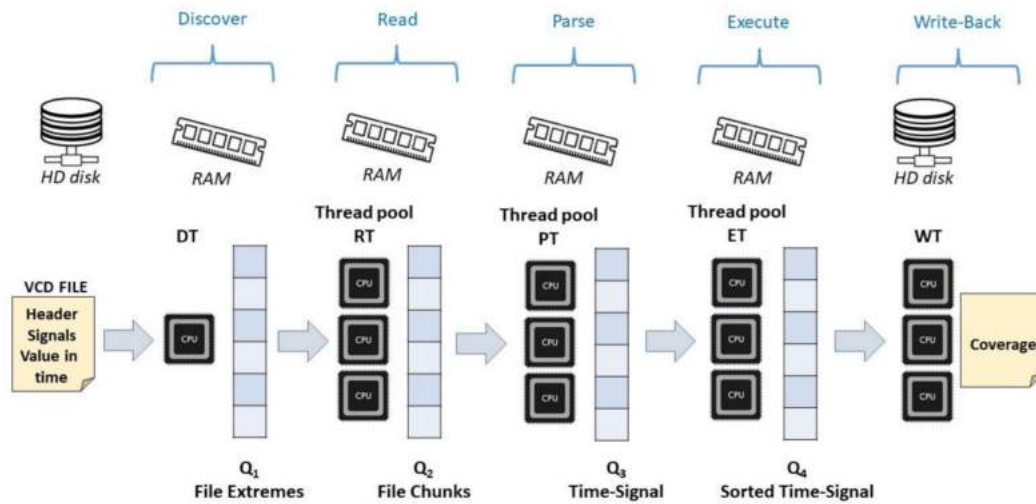 Discover Read Parse Execute Write-Back
HD disk RAM RAM RAM RAM HD disk
Thread pool Thread pool Thread pool
DT RT PT ET WT
VCD FILE
Header
Signals
Value in
time
CPU
CPU
CPU
CPU
CPU
CPU
CPU
CPU
CPU
CPU
CPU
CPU
CPU
Coverage
Q₁ Q₂ Q₃ Q₄
File Extremes File Chunks Time-Signal Sorted Time-Signal